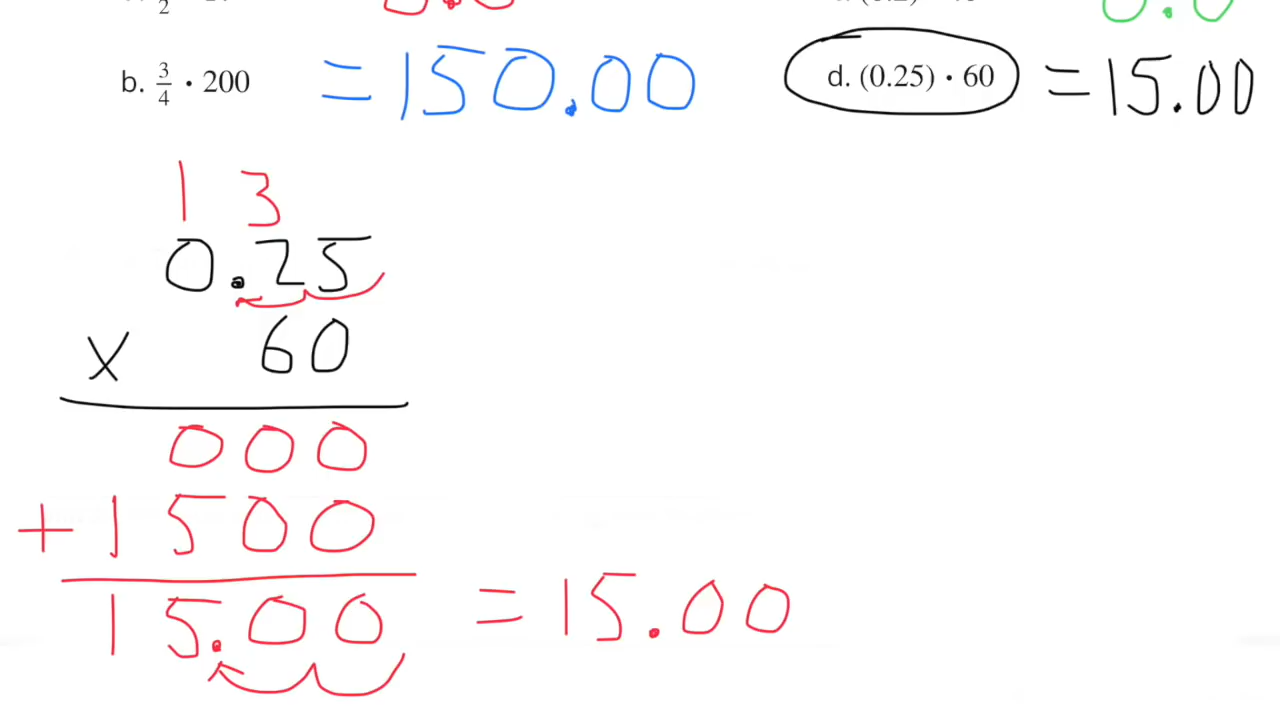 b. 3/4 · 200 = 150.00
d. (0.25) · 60 = 15.00
1 3
0.25
x 60
000
+ 1500
15.00 = 15.00